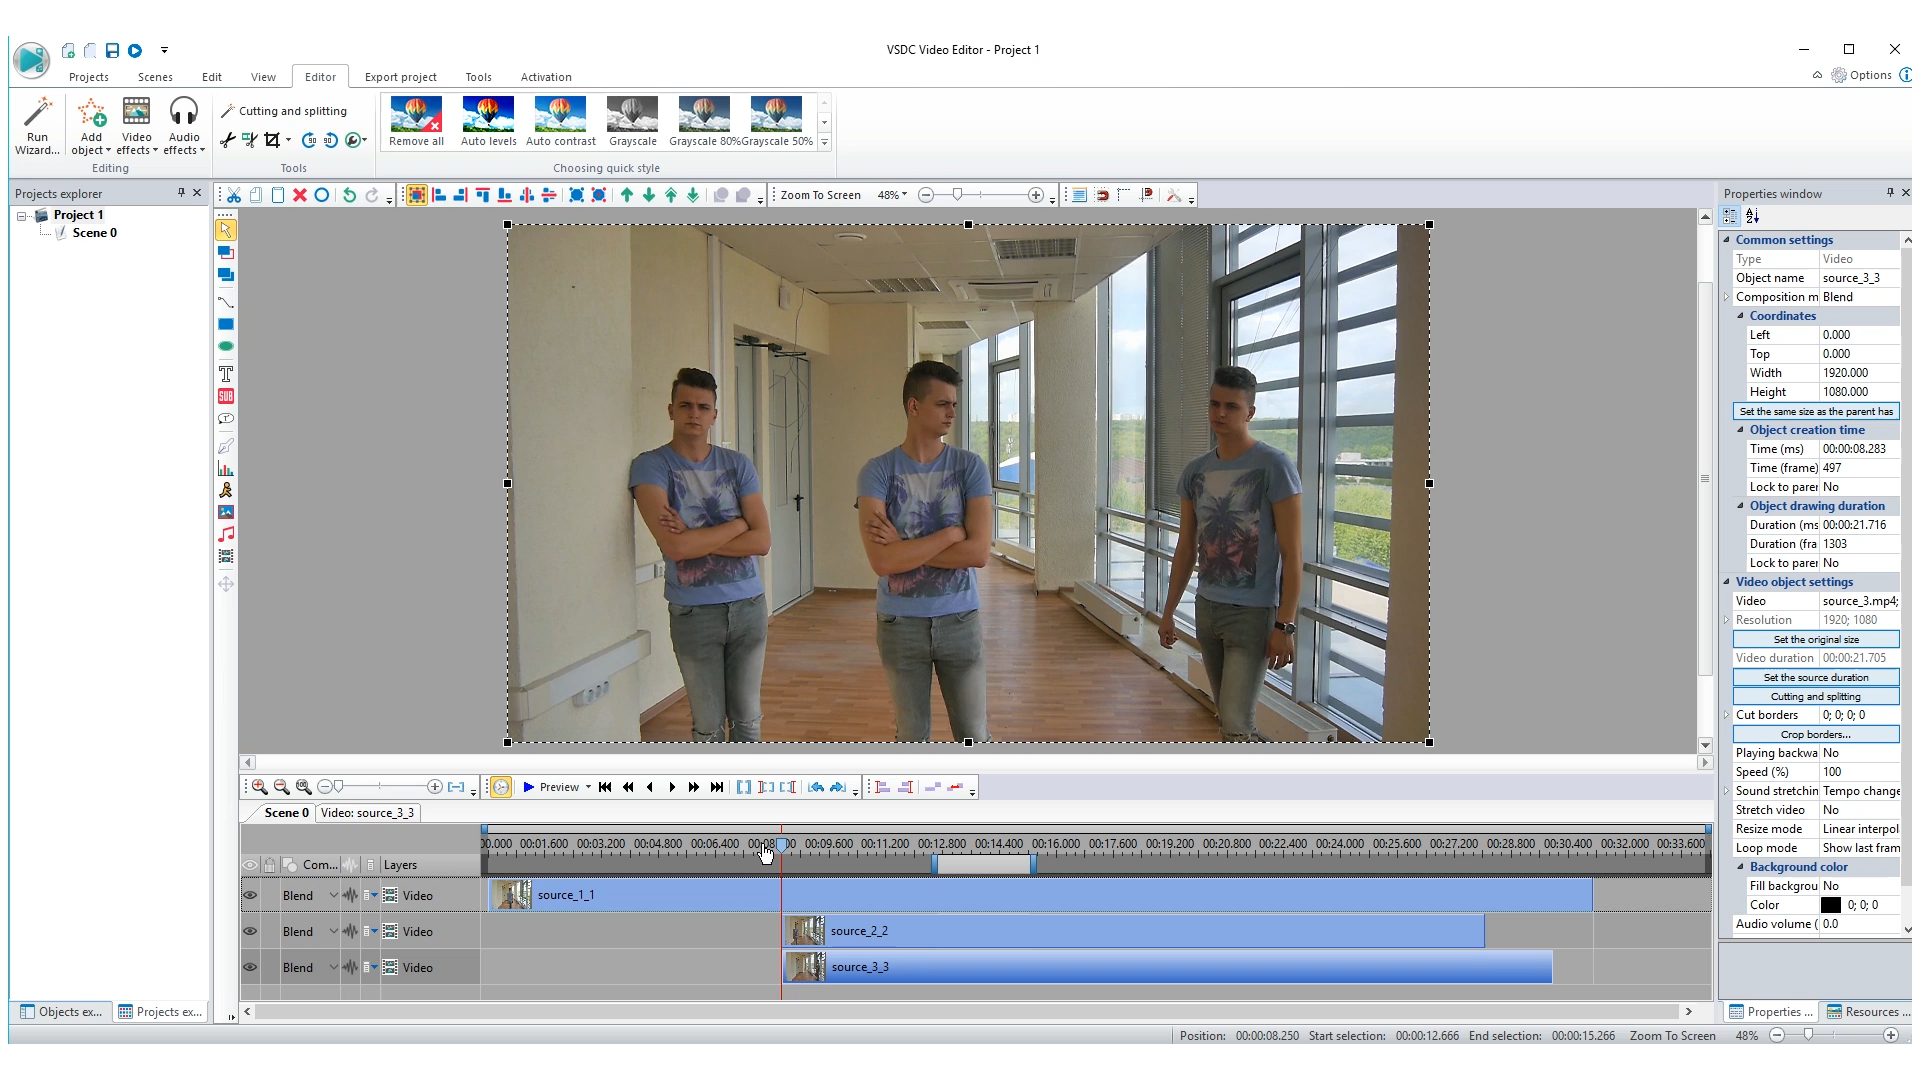 VSDC Video Editor - Project 1
Projects Scenes Edit View Editor Export project Tools Activation
Options
Run Wizard...
Add object
Video effects
Audio effects
Editing
Cutting and splitting
Tools
Remove all Auto levels Auto contrast Grayscale Grayscale 80% Grayscale 50%
Choosing quick style
Projects explorer
Project 1
Scene 0
Zoom To Screen 48%
SUB
Properties window
Common settings
Type Video
Object name source_3_3
Composition m Blend
Coordinates
Left 0.000
Top 0.000
Width 1920.000
Height 1080.000
Set the same size as the parent has
Object creation time
Time (ms) 00:00:08.283
Time (frame) 497
Lock to parer No
Object drawing duration
Duration (ms 00:00:21.716
Duration (fra 1303
Lock to parer No
Video object settings
Video source_3.mp4;
Resolution 1920; 1080
Set the original size
Video duration 00:00:21.705
Set the source duration
Cutting and splitting
Cut borders 0; 0; 0; 0
Crop borders...
Playing backwa No
Speed (%) 100
Sound stretchin Tempo change
Stretch video No
Resize mode Linear interpol
Loop mode Show last fram
Background color
Fill backgrou No
Color 0; 0; 0
Audio volume ( 0.0
Preview
Scene 0 Video: source_3_3
00:01.600 00:03.200 00:04.800 00:06.400 00:09.600 00:11.200 00:12.800 00:14.400 00:16.000 00:17.600 00:19.200 00:20.800 00:22.400 00:24.000 00:25.600 00:27.200 00:28.800 00:30.400 00:32.000 00:33.600
Com... Layers
Blend Video source_1_1
Blend Video source_2_2
Blend Video source_3_3
Objects ex... Projects ex...
Properties ... Resources ...
Position: 00:00:08.250 Start selection: 00:00:12.666 End selection: 00:00:15.266 Zoom To Screen 48%